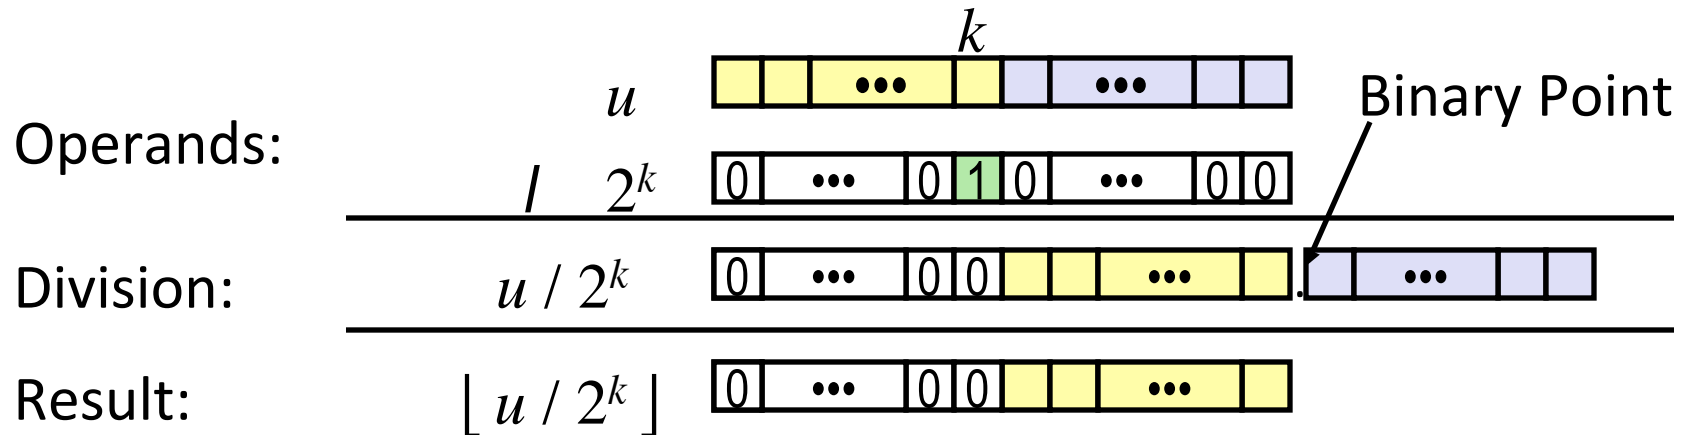 k
u ••• •••
Binary Point
Operands:
/ 2^k 0 ••• 0 1 0 ••• 0 0
Division: u / 2^k 0 ••• 0 0 ••• . •••
Result: ⌊ u / 2^k ⌋ 0 ••• 0 0 •••